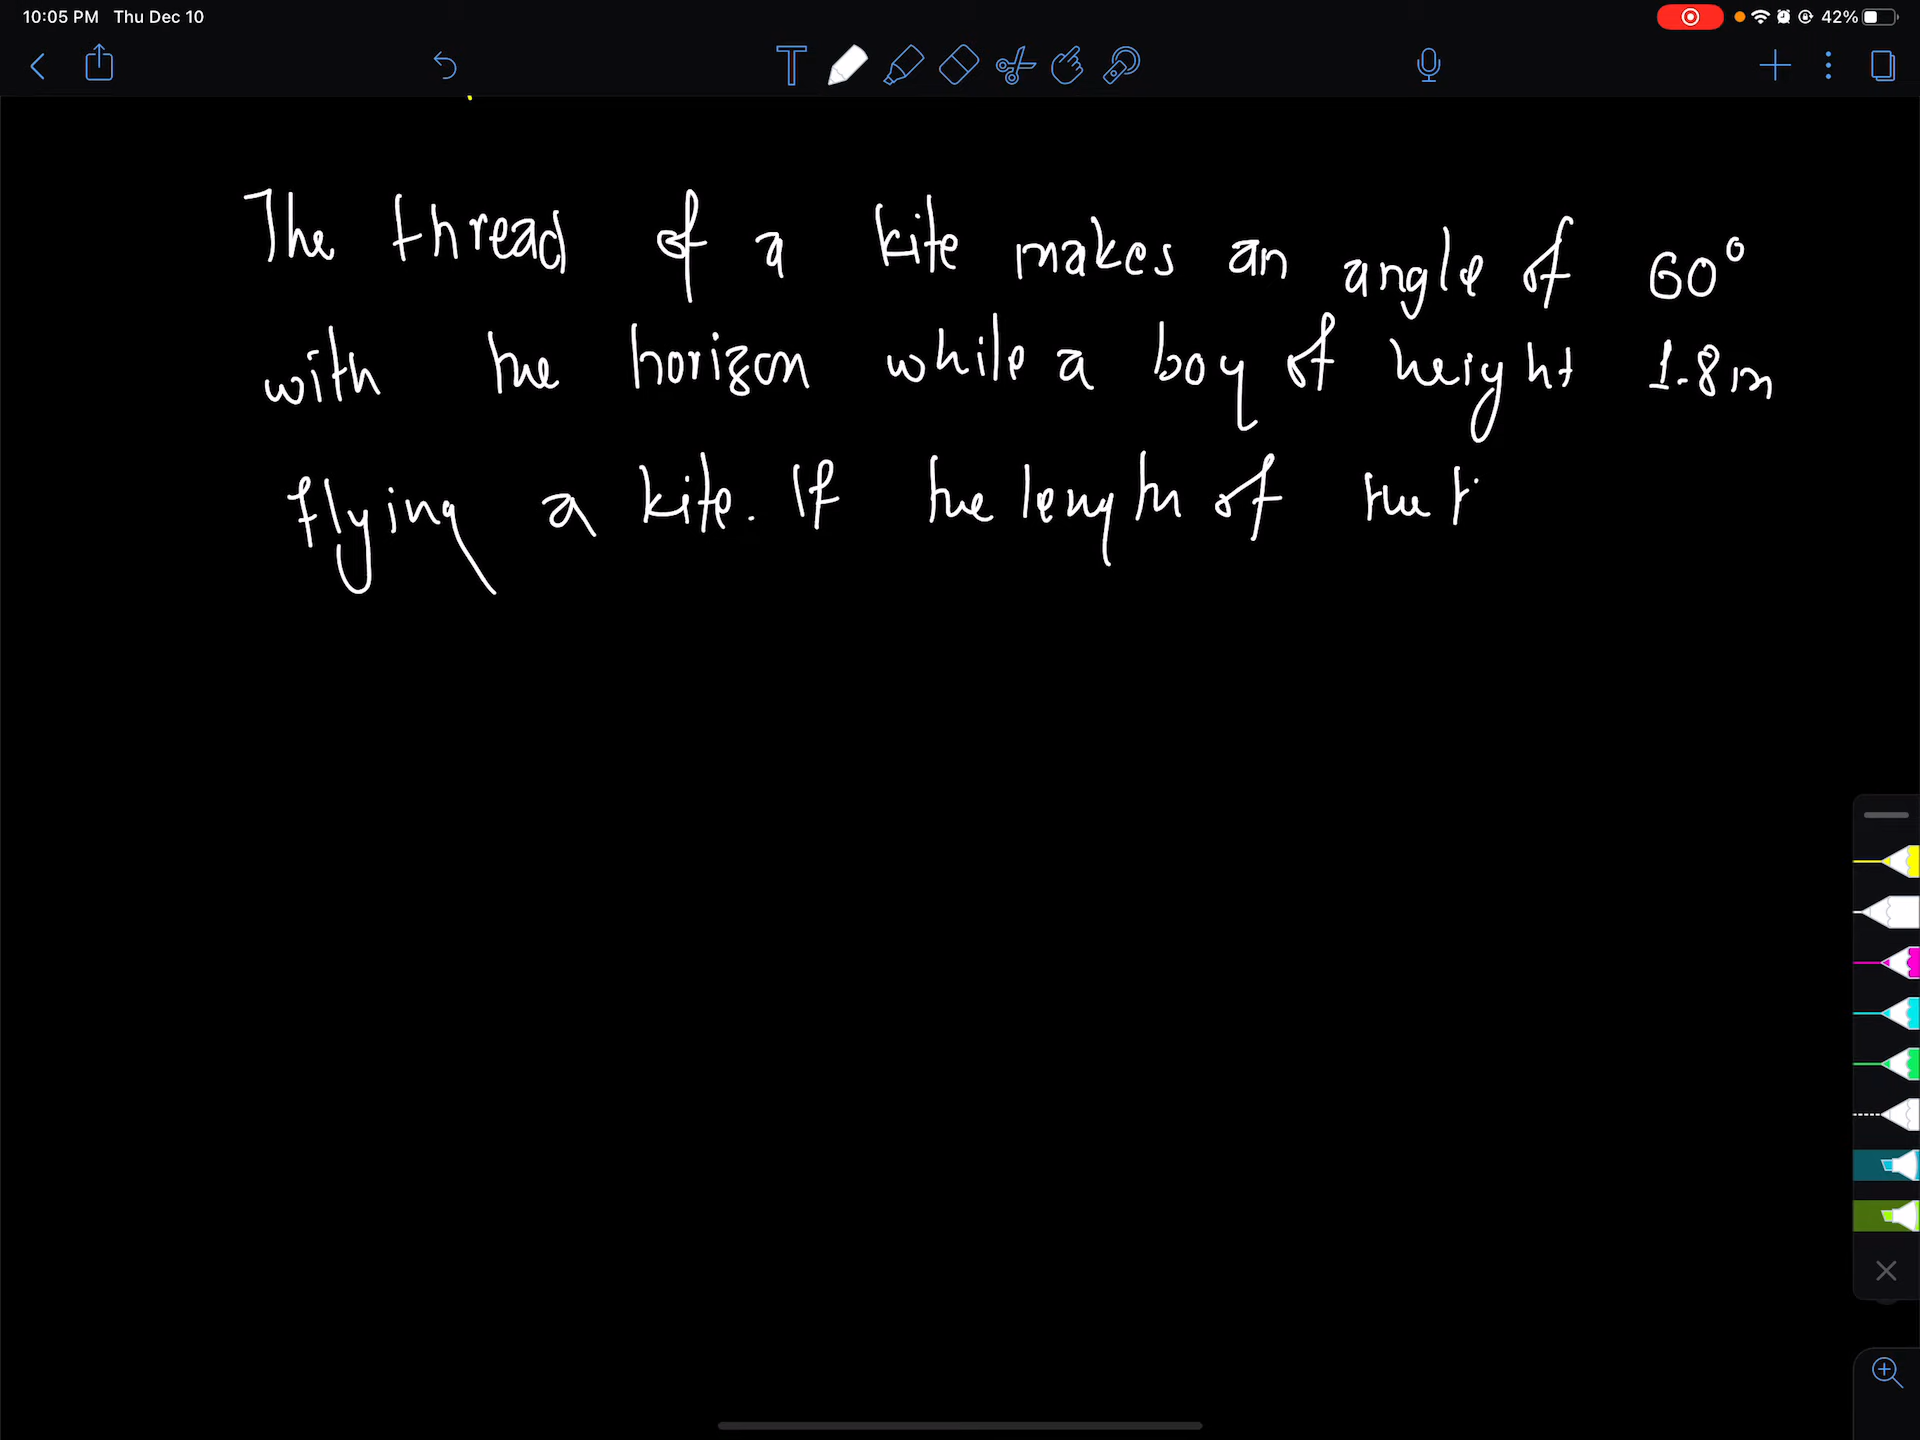 10:05 PM Thu Dec 10 42%
The thread of a kite makes an angle of 60°
with the horizon while a boy of height 1.8m
flying a kite. If the length of the t